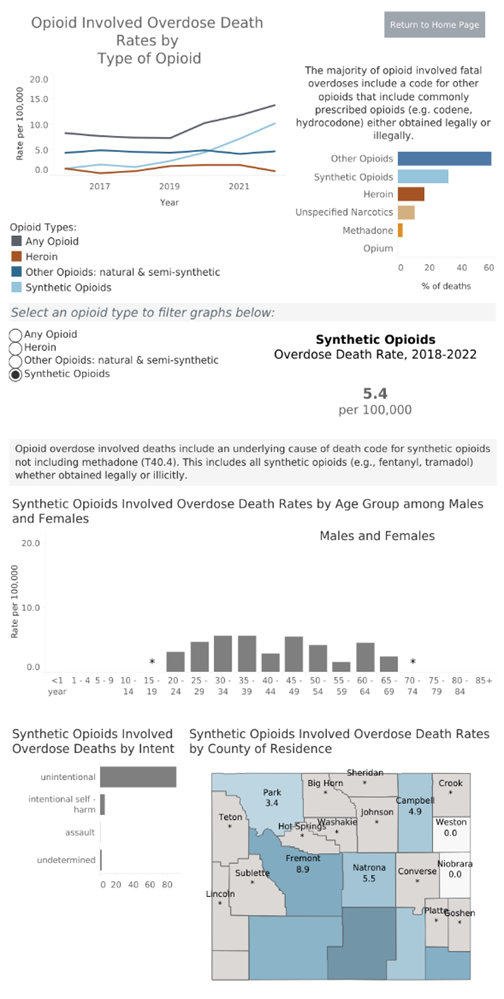 Opioid Involved Overdose Death
Rates by
Type of Opioid
Return to Home Page
20.0
15.0
10.0
5.0
0.0
Rate per 100,000
2017
2019
2021
Year
The majority of opioid involved fatal
overdoses include a code for other
opioids that include commonly
prescribed opioids (e.g. codene,
hydrocodone) either obtained legally or
illegally.
Other Opioids
Synthetic Opioids
Heroin
Unspecified Narcotics
Methadone
Opium
0 20 40 60
% of deaths
Opioid Types:
Any Opioid
Heroin
Other Opioids: natural & semi-synthetic
Synthetic Opioids
Select an opioid type to filter graphs below:
Any Opioid
Heroin
Other Opioids: natural & semi-synthetic
Synthetic Opioids
Synthetic Opioids
Overdose Death Rate, 2018-2022
5.4
per 100,000
Opioid overdose involved deaths include an underlying cause of death code for synthetic opioids
not including methadone (T40.4). This includes all synthetic opioids (e.g., fentanyl, tramadol)
whether obtained legally or illicitly.
Synthetic Opioids Involved Overdose Death Rates by Age Group among Males
and Females
Males and Females
20.0
10.0
0.0
Rate per 100,000
* *
<1 1 - 4 5 - 9 10 - 15 - 20 - 25 - 30 - 35 - 40 - 45 - 50 - 55 - 60 - 65 - 70 - 75 - 80 - 85+
year 14 19 24 29 34 39 44 49 54 59 64 69 74 79 84
Synthetic Opioids Involved
Overdose Deaths by Intent
unintentional
intentional self -
harm
assault
undetermined
0 20 40 60 80
Synthetic Opioids Involved Overdose Death Rates
by County of Residence
Sheridan
*
Big Horn
*
Park
3.4
Crook
*
Campbell
4.9
Teton
*
Johnson
*
Washakie
*
Hot Springs
*
Weston
0.0
Fremont
8.9
Natrona
5.5
Converse
*
Niobrara
0.0
Sublette
*
Lincoln
*
Platte
*
Goshen
*